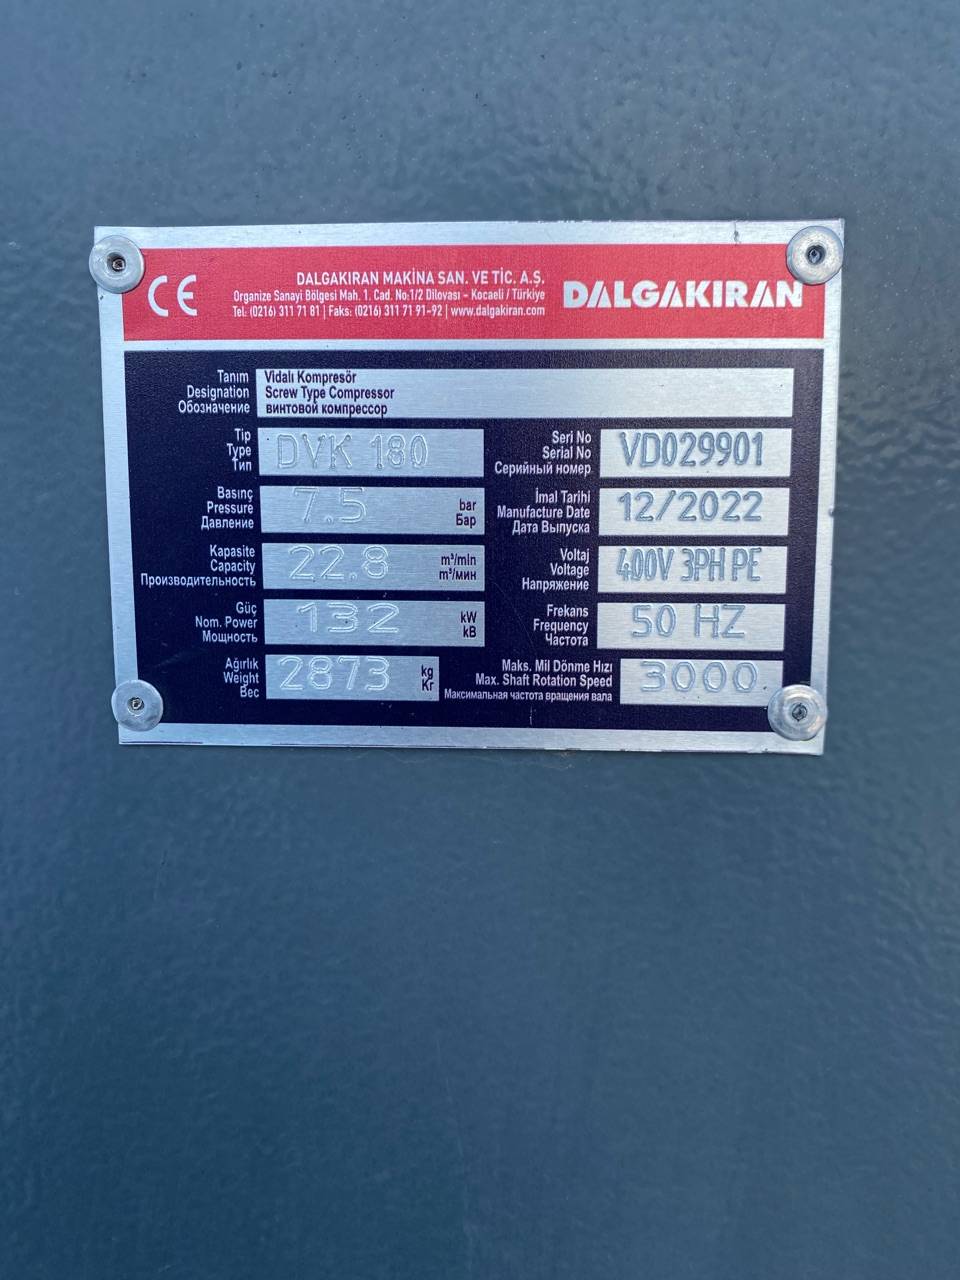 CE
DALGAKIRAN MAKİNA SAN. VE TİC. A.Ş.
Organize Sanayi Bölgesi Mah. 1. Cad. No:1/2 Dilovası – Kocaeli / Türkiye
Tel: (0216) 311 71 81 | Faks: (0216) 311 71 91-92 | www.dalgakiran.com
DALGAKIRAN
Tanım
Designation
Обозначение
Vidalı Kompresör
Screw Type Compressor
винтовой компрессор
Tip
Type
Тип
DVK 180
Seri No
Serial No
Серийный номер
VD029901
Basınç
Pressure
Давление
7.5
bar
Бар
İmal Tarihi
Manufacture Date
Дата Выпуска
12/2022
Kapasite
Capacity
Производительность
22.8
m³/min
m³/мин
Voltaj
Voltage
Напряжение
400V 3PH PE
Güç
Nom. Power
Мощность
132
kW
kB
Frekans
Frequency
Частота
50 HZ
Ağırlık
Weight
Вес
2873
kg
Кг
Maks. Mil Dönme Hızı
Max. Shaft Rotation Speed
Максимальная частота вращения вала
3000